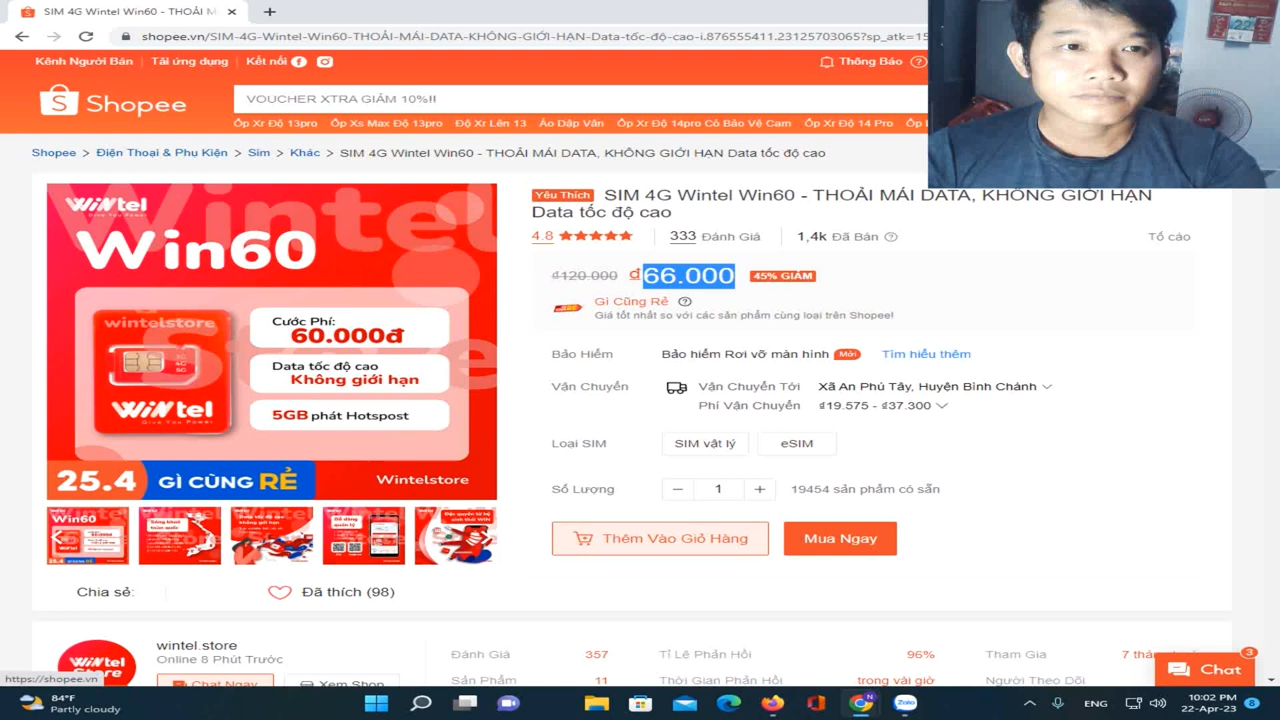 SIM 4G Wintel Win60 - THOẢI M
shopee.vn/SIM-4G-Wintel-Win60-THOẢI-MÁI-DATA-KHÔNG-GIỚI-HẠN-Data-tốc-độ-cao-i.876555411.23125703065?sp_atk=15
Kênh Người Bán | Tải ứng dụng | Kết nối
Thông Báo
Shopee
VOUCHER XTRA GIẢM 10%!!
Ốp Xr Độ 13pro Ốp Xs Max Độ 13pro Độ Xr Lên 13 Áo Dập Vân Ốp Xr Độ 14pro Có Bảo Vệ Cam Ốp Xr Độ 14 Pro Ốp
Shopee > Điện Thoại & Phụ Kiện > Sim > Khác > SIM 4G Wintel Win60 - THOẢI MÁI DATA, KHÔNG GIỚI HẠN Data tốc độ cao
Yêu Thích SIM 4G Wintel Win60 - THOẢI MÁI DATA, KHÔNG GIỚI HẠN
Data tốc độ cao
4.8 333 Đánh Giá 1,4k Đã Bán Tố cáo
₫120.000 ₫66.000 45% GIẢM
Gì Cũng Rẻ
Giá tốt nhất so với các sản phẩm cùng loại trên Shopee!
Bảo Hiểm Bảo hiểm Rơi vỡ màn hình Mới Tìm hiểu thêm
Vận Chuyển Vận Chuyển Tới Xã An Phú Tây, Huyện Bình Chánh
Phí Vận Chuyển ₫19.575 - ₫37.300
Loại SIM SIM vật lý eSIM
Số Lượng − 1 + 19454 sản phẩm có sẵn
Thêm Vào Giỏ Hàng Mua Ngay
Wintel
Give You Power
Win60
wintelstore
3G
4G
5G
Wintel
Give You Power
Cước Phí:
60.000đ
Data tốc độ cao
Không giới hạn
5GB phát Hotspost
25.4 GÌ CŨNG RẺ Wintelstore
Win60
Chia sẻ: Đã thích (98)
Wintel
Store
wintel.store
Online 8 Phút Trước
Chat Ngay Xem Shop
Đánh Giá 357 Tỉ Lệ Phản Hồi 96% Tham Gia 7 thán
Sản Phẩm 11 Thời Gian Phản Hồi trong vài giờ Người Theo Dõi
Chat 3
https://shopee.vn
84°F
Partly cloudy
Zalo
ENG
10:02 PM
22-Apr-23
8
22